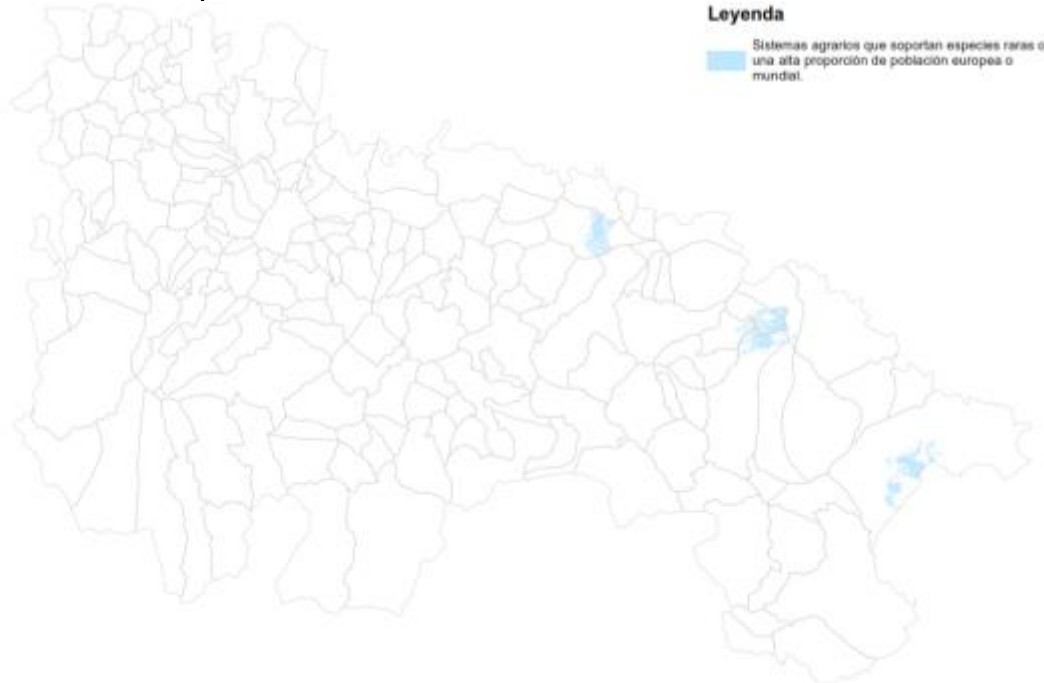 Leyenda
Sistemas agrarios que soportan especies raras o
una alta proporción de población europea o
mundial.